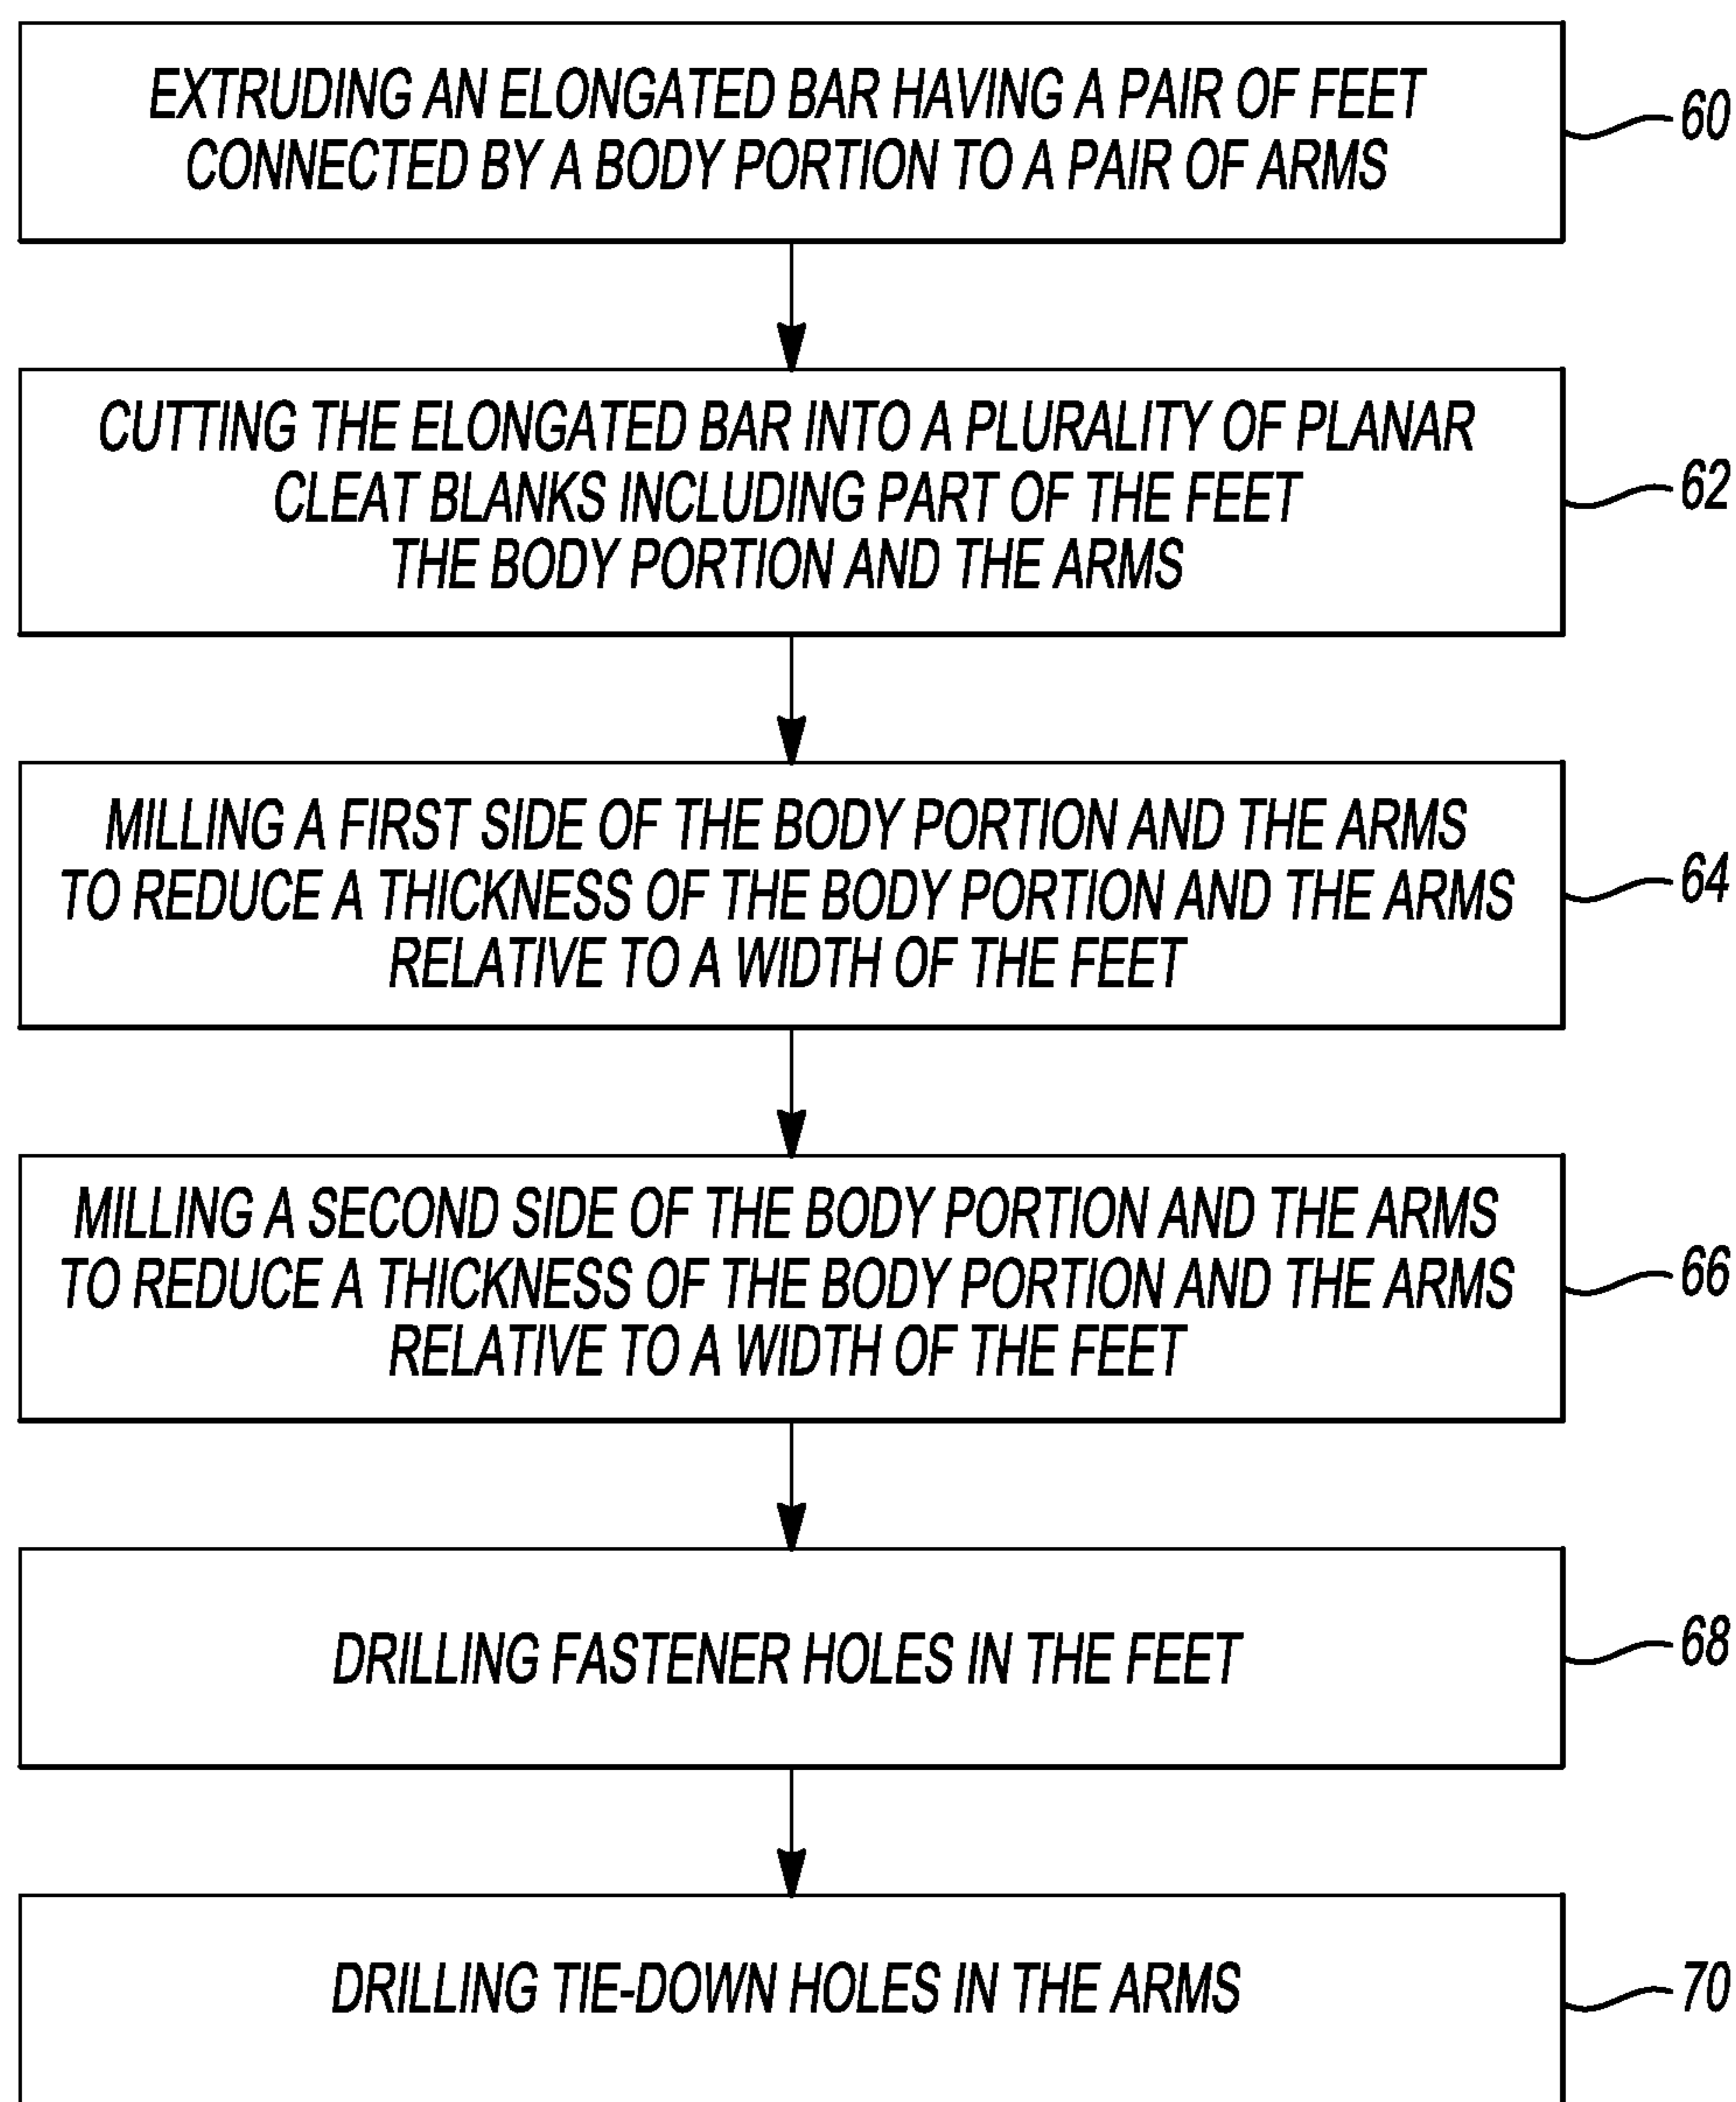 EXTRUDING AN ELONGATED BAR HAVING A PAIR OF FEET
CONNECTED BY A BODY PORTION TO A PAIR OF ARMS
60
CUTTING THE ELONGATED BAR INTO A PLURALITY OF PLANAR
CLEAT BLANKS INCLUDING PART OF THE FEET
THE BODY PORTION AND THE ARMS
62
MILLING A FIRST SIDE OF THE BODY PORTION AND THE ARMS
TO REDUCE A THICKNESS OF THE BODY PORTION AND THE ARMS
RELATIVE TO A WIDTH OF THE FEET
64
MILLING A SECOND SIDE OF THE BODY PORTION AND THE ARMS
TO REDUCE A THICKNESS OF THE BODY PORTION AND THE ARMS
RELATIVE TO A WIDTH OF THE FEET
66
DRILLING FASTENER HOLES IN THE FEET
68
DRILLING TIE-DOWN HOLES IN THE ARMS
70